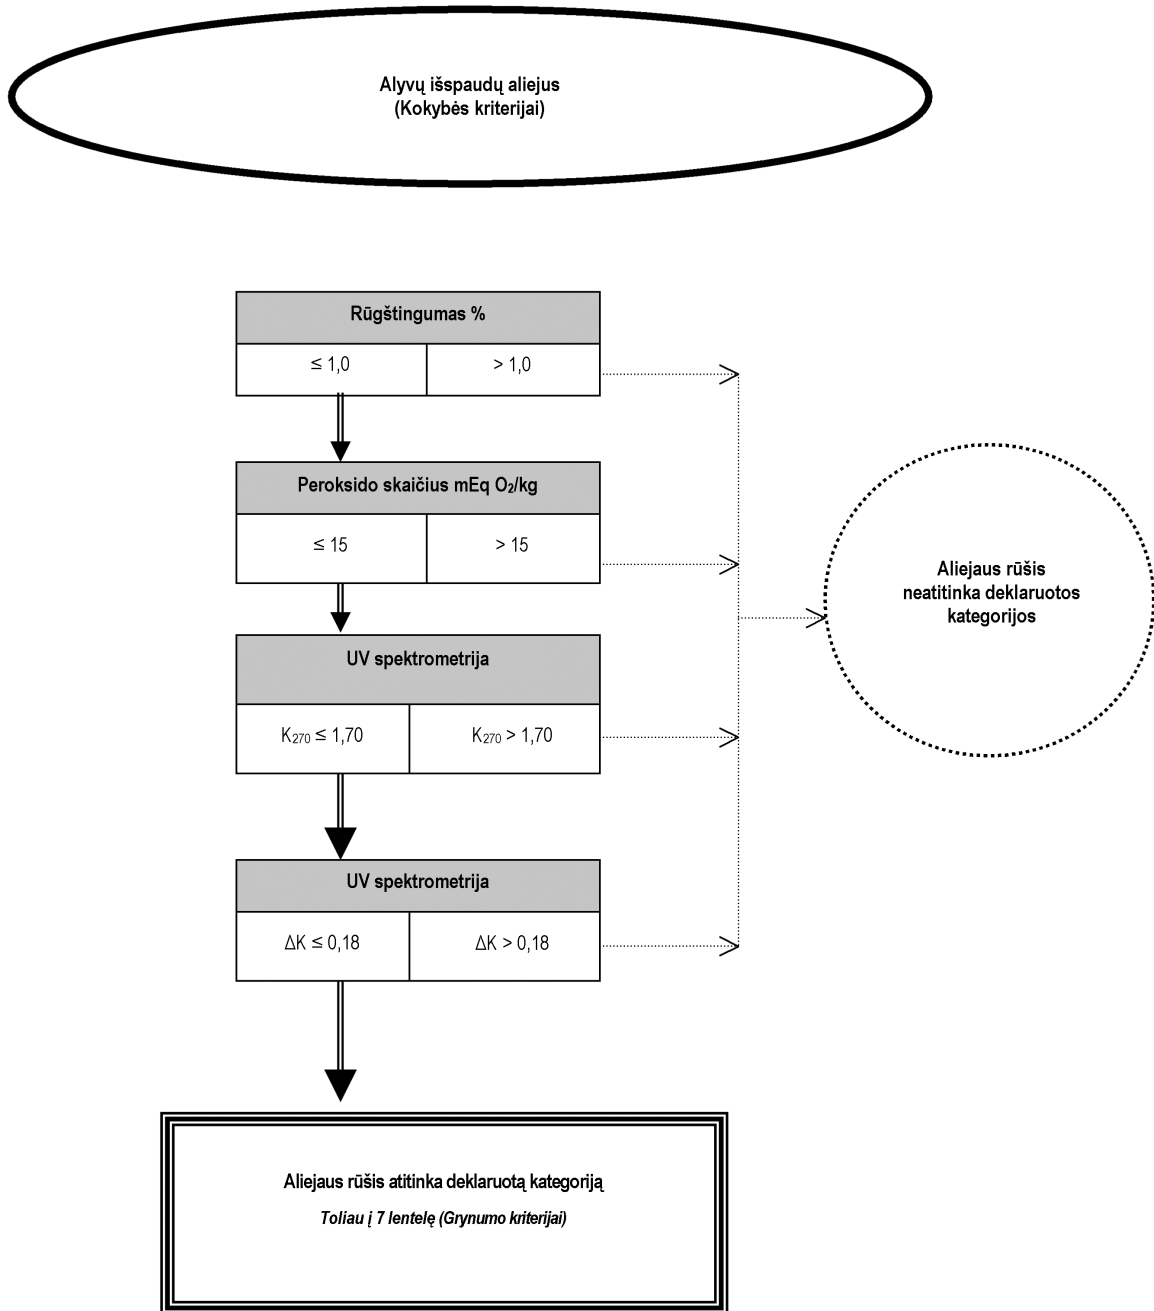 Alyvų išspaudų aliejus
(Kokybės kriterijai)
Rūgštingumas %
≤ 1,0 > 1,0
Peroksido skaičius mEq O₂/kg
≤ 15 > 15
UV spektrometrija
K₂₇₀ ≤ 1,70 K₂₇₀ > 1,70
UV spektrometrija
ΔK ≤ 0,18 ΔK > 0,18
Aliejaus rūšis
neatitinka deklaruotos
kategorijos
Aliejaus rūšis atitinka deklaruotą kategoriją
Toliau į 7 lentelę (Grynumo kriterijai)